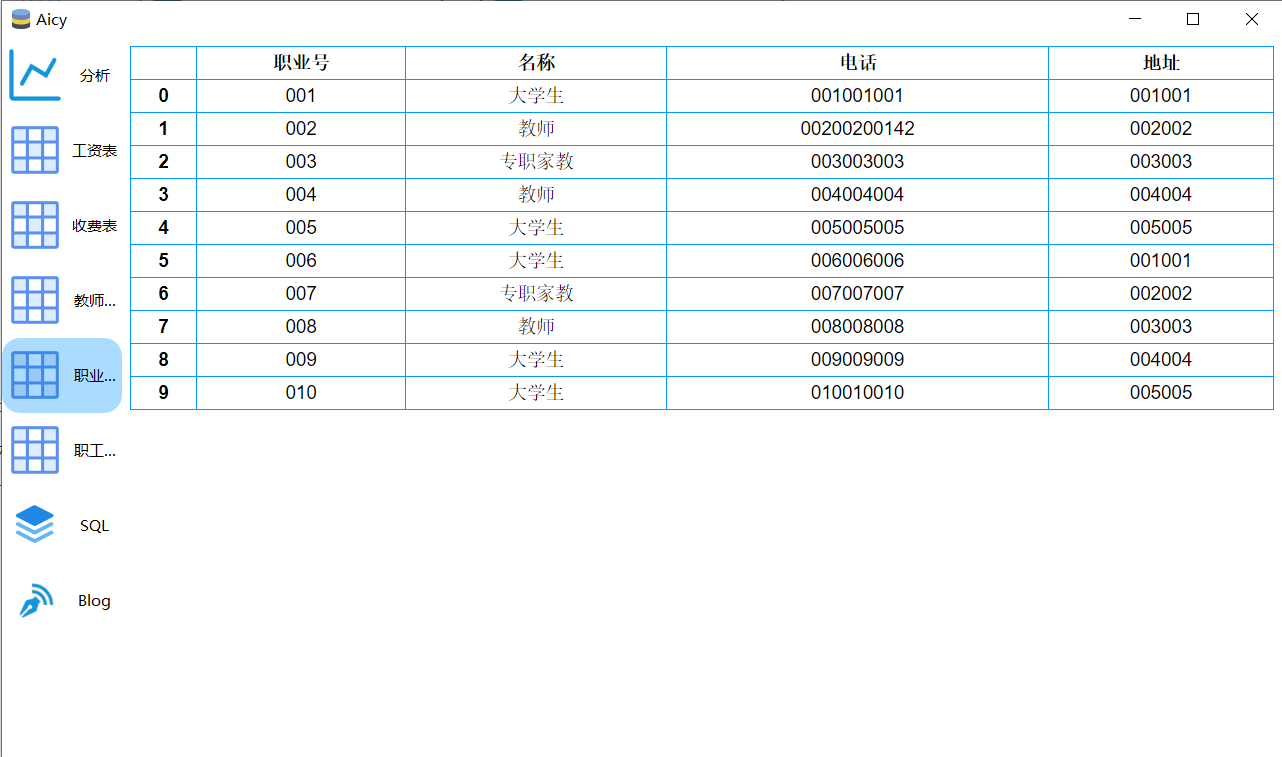 Aicy
分析
工资表
收费表
教师...
职业...
职工...
SQL
Blog
职业号 名称 电话 地址
0 001 大学生 001001001 001001
1 002 教师 00200200142 002002
2 003 专职家教 003003003 003003
3 004 教师 004004004 004004
4 005 大学生 005005005 005005
5 006 大学生 006006006 001001
6 007 专职家教 007007007 002002
7 008 教师 008008008 003003
8 009 大学生 009009009 004004
9 010 大学生 010010010 005005